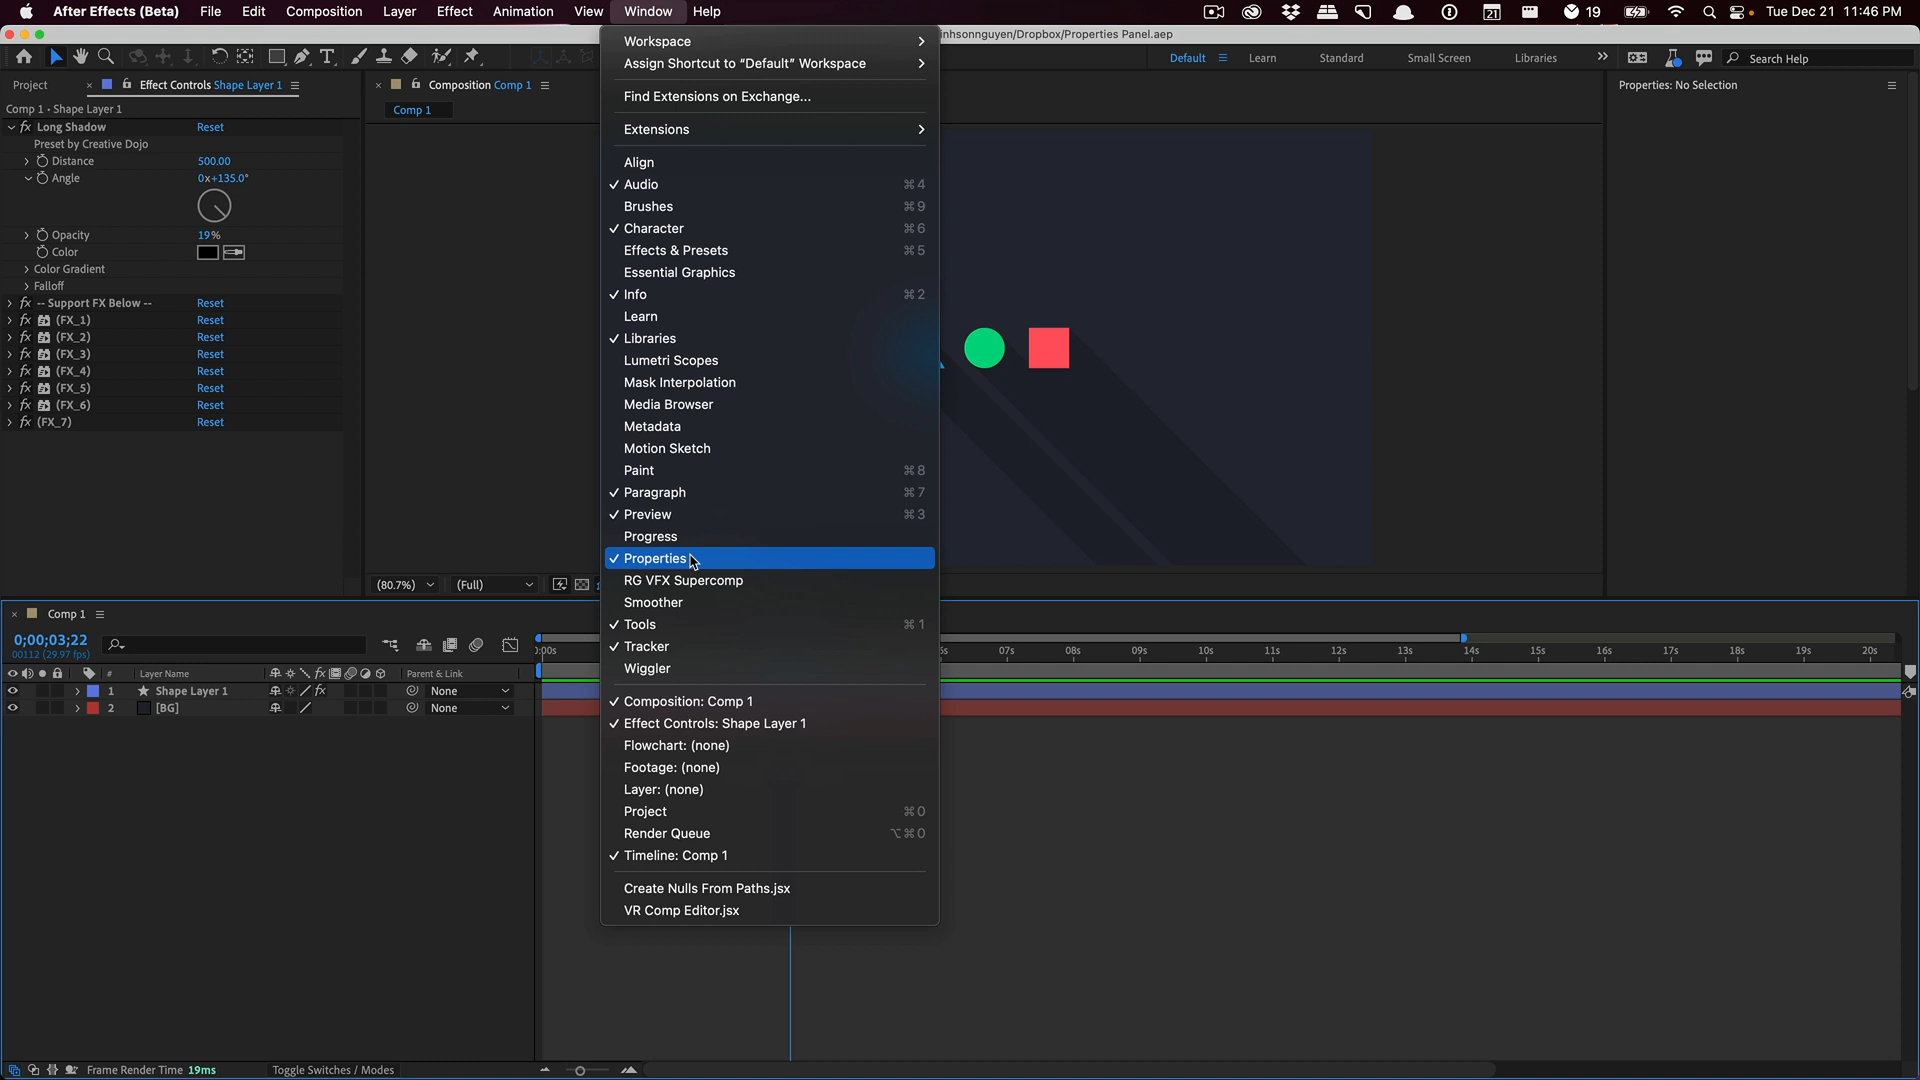 After Effects (Beta) File Edit Composition Layer Effect Animation View Window Help 19 21 Tue Dec 21 11:46 PM
inhsonnguyen/Dropbox/Properties Panel.aep
Default Learn Standard Small Screen Libraries Search Help
Project Effect Controls Shape Layer 1
Composition Comp 1
Properties: No Selection
Comp 1 • Shape Layer 1
Comp 1
Long Shadow Reset
Preset by Creative Dojo
Distance 500.00
Angle 0x+135.0°
Opacity 19%
Color
Color Gradient
Falloff
-- Support FX Below -- Reset
(FX_1) Reset
(FX_2) Reset
(FX_3) Reset
(FX_4) Reset
(FX_5) Reset
(FX_6) Reset
(FX_7) Reset
Workspace
Assign Shortcut to “Default” Workspace
Find Extensions on Exchange...
Extensions
Align
Audio ⌘4
Brushes ⌘9
Character ⌘6
Effects & Presets ⌘5
Essential Graphics
Info ⌘2
Learn
Libraries
Lumetri Scopes
Mask Interpolation
Media Browser
Metadata
Motion Sketch
Paint ⌘8
Paragraph ⌘7
Preview ⌘3
Progress
Properties
RG VFX Supercomp
Smoother
Tools ⌘1
Tracker
Wiggler
Composition: Comp 1
Effect Controls: Shape Layer 1
Flowchart: (none)
Footage: (none)
Layer: (none)
Project ⌘0
Render Queue ⌥⌘0
Timeline: Comp 1
Create Nulls From Paths.jsx
VR Comp Editor.jsx
(80.7%) (Full)
Comp 1
0;00;03;22
00112 (29.97 fps)
07s 08s 09s 10s 11s 12s 13s 14s 15s 16s 17s 18s 19s 20s
# Layer Name Parent & Link
1 Shape Layer 1 None
2 [BG] None
Frame Render Time 19ms Toggle Switches / Modes